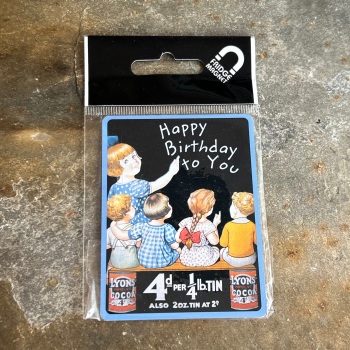 FRIDGE
MAGNET
Happy
Birthday
to You
4d PER 1/4 lb. TIN
ALSO 2OZ. TIN AT 2d
LYONS
COCOA
LYONS
COCOA